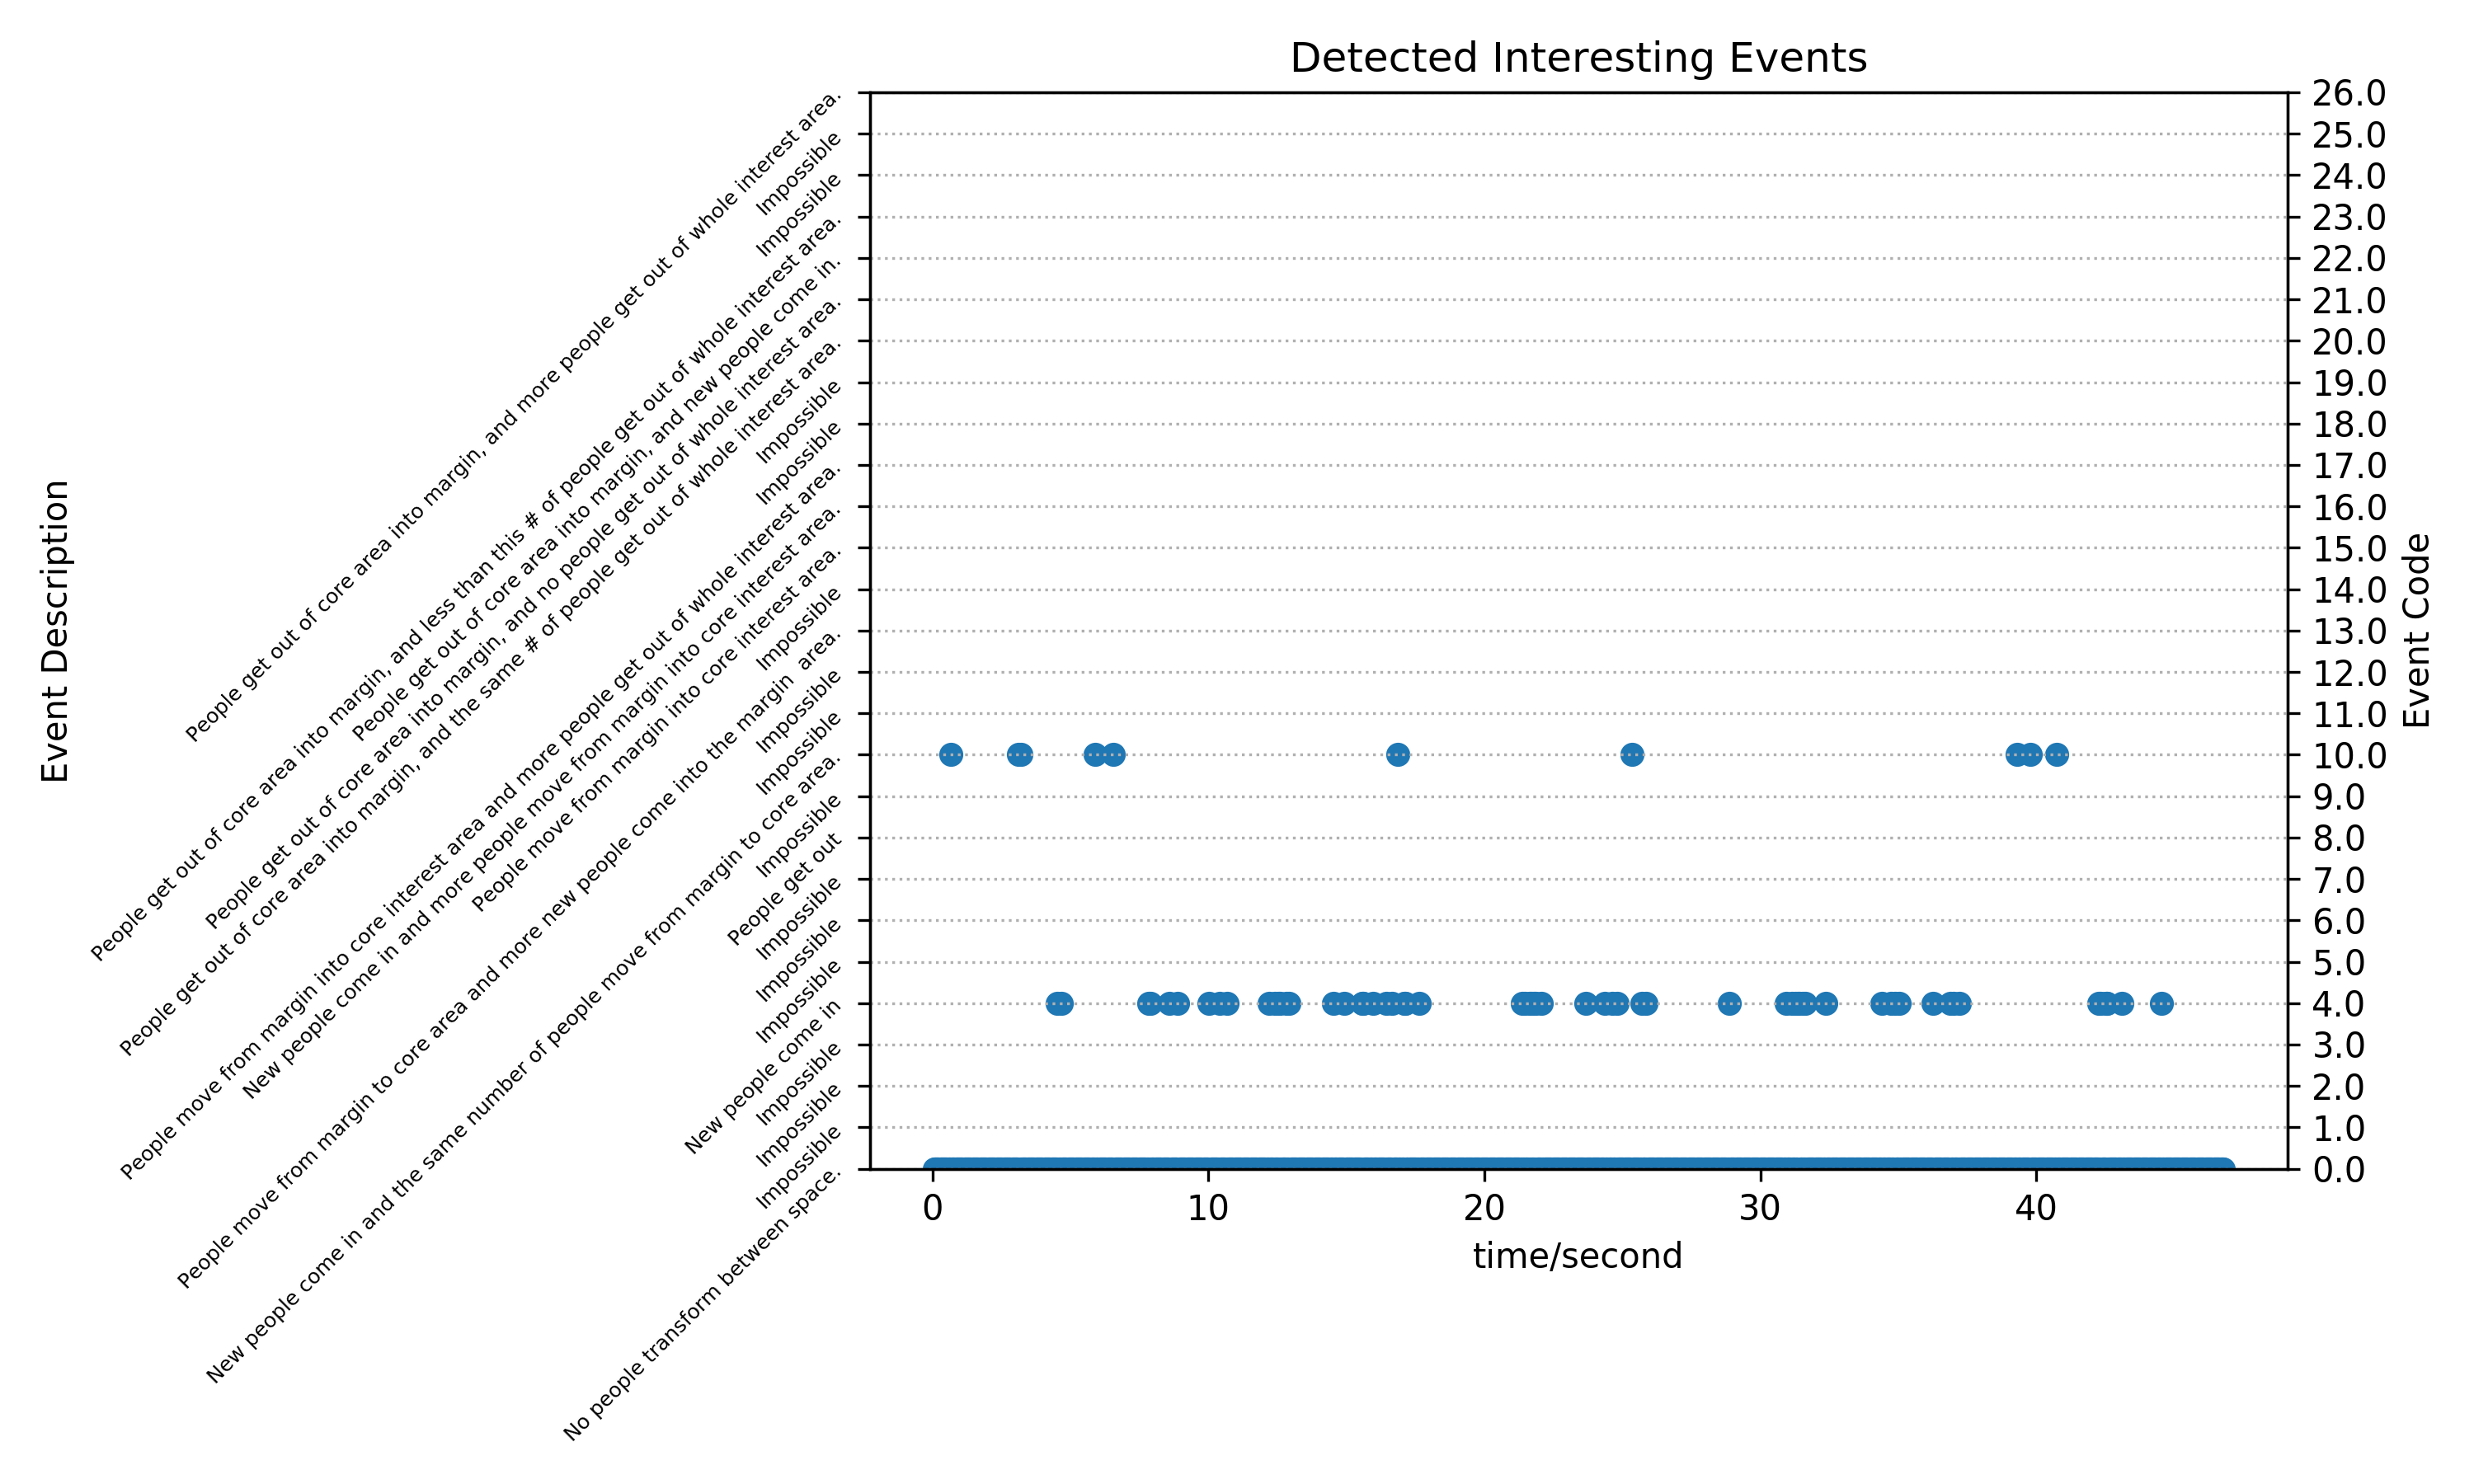 Detected Interesting Events
Event Description
People get out of core area into margin, and more people get out of whole interest area.
Impossible
Impossible
People get out of core area into margin, and less than this # of people get out of whole interest area.
People get out of core area into margin, and new people come in.
People get out of core area into margin, and no people get out of whole interest area.
People get out of core area into margin, and the same # of people get out of whole interest area.
Impossible
Impossible
People move from margin into core interest area and more people get out of whole interest area.
New people come in and more people move from margin into core interest area.
People move from margin into core interest area.
Impossible
People move from margin to core area and more new people come into the margin  area.
Impossible
Impossible
New people come in and the same number of people move from margin to core area.
Impossible
People get out
Impossible
Impossible
Impossible
New people come in
Impossible
Impossible
Impossible
No people transform between space.
26.0
25.0
24.0
23.0
22.0
21.0
20.0
19.0
18.0
17.0
16.0
15.0
14.0
13.0
12.0
11.0
10.0
9.0
8.0
7.0
6.0
5.0
4.0
3.0
2.0
1.0
0.0
Event Code
0 10 20 30 40
time/second